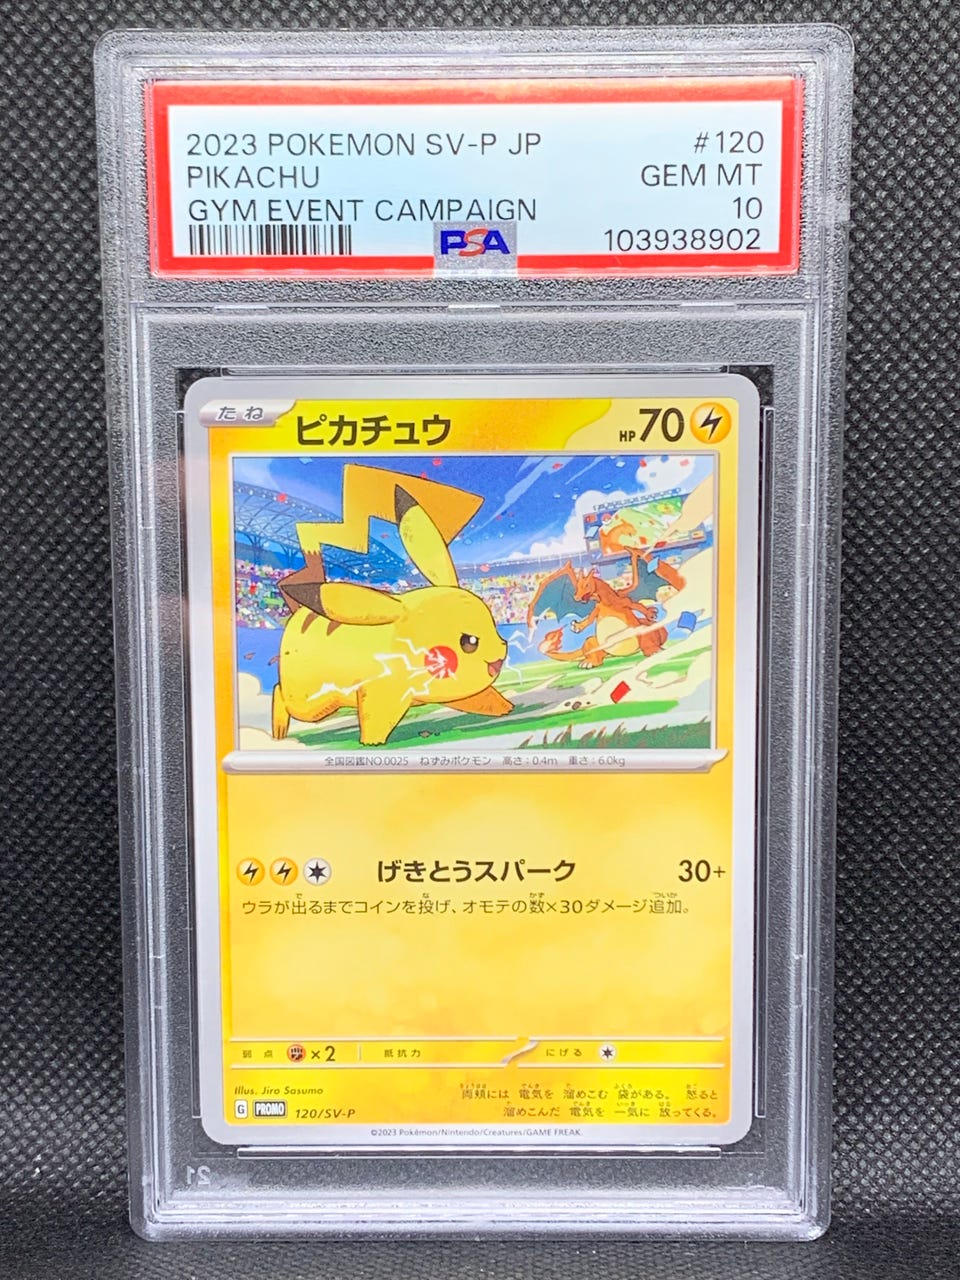 2023 POKEMON SV-P JP #120
PIKACHU GEM MT
GYM EVENT CAMPAIGN 10
PSA 103938902
たね ピカチュウ HP70
全国図鑑NO.0025 ねずみポケモン 高さ:0.4m 重さ:6.0kg
げきとうスパーク 30+
ウラが出るまでコインを投げ、オモテの数×30ダメージ追加。
弱点 ×2 抵抗力 にげる
Illus. Jiro Sasumo
両頬には 電気を 溜めこむ 袋がある。 怒ると
溜めこんだ 電気を 一気に 放ってくる。
G PROMO 120/SV-P
©2023 Pokémon/Nintendo/Creatures/GAME FREAK.
21